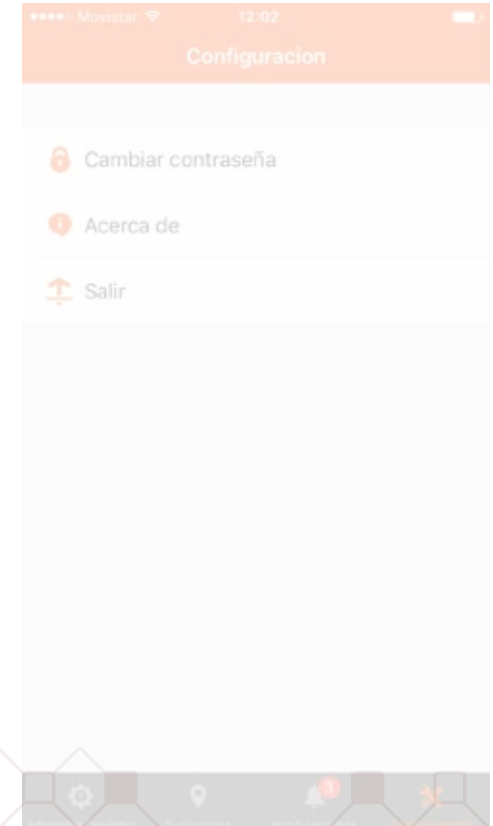 Movistar 12:02
Configuracion
Cambiar contraseña
Acerca de
Salir
3